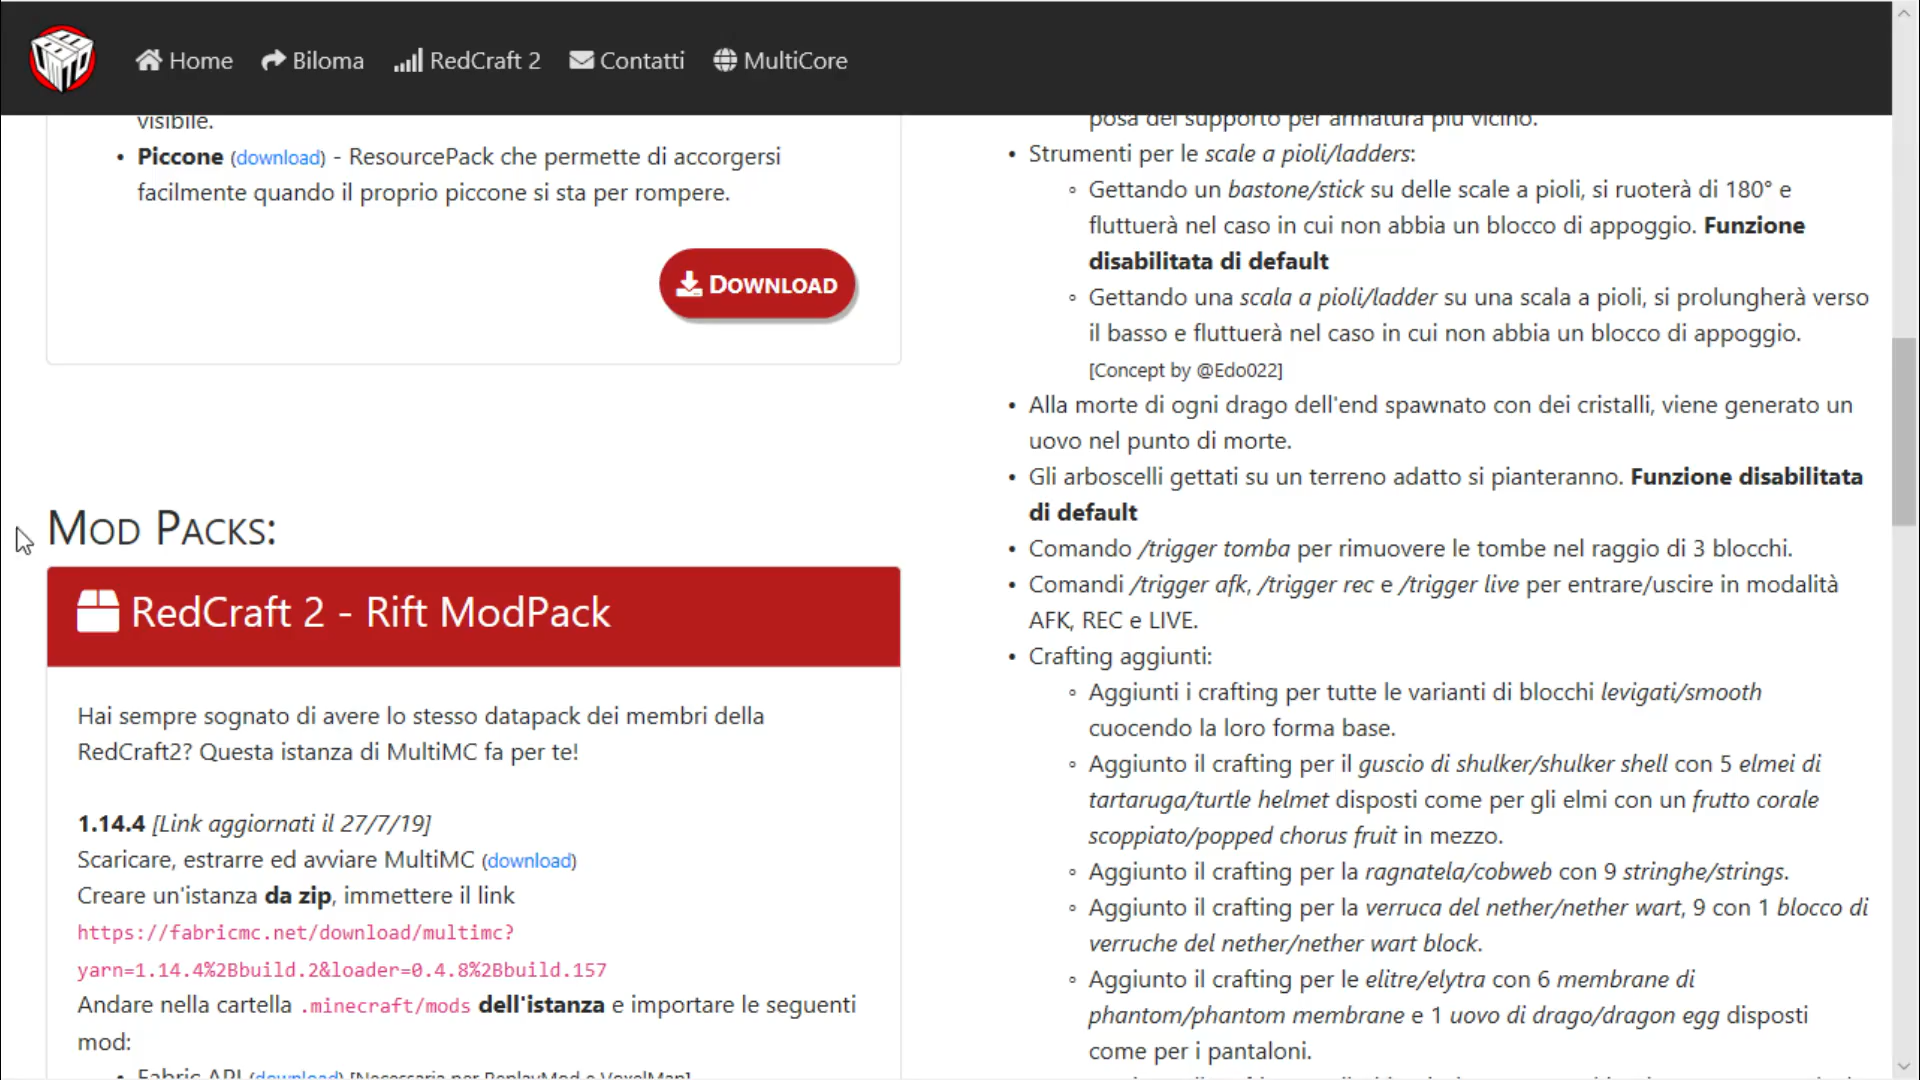 Home Biloma RedCraft 2 Contatti MultiCore
visibile.
• Piccone (download) - ResourcePack che permette di accorgersi
facilmente quando il proprio piccone si sta per rompere.
Download
Mod Packs:
RedCraft 2 - Rift ModPack
Hai sempre sognato di avere lo stesso datapack dei membri della
RedCraft2? Questa istanza di MultiMC fa per te!
1.14.4 [Link aggiornati il 27/7/19]
Scaricare, estrarre ed avviare MultiMC (download)
Creare un'istanza da zip, immettere il link
https://fabricmc.net/download/multimc?
yarn=1.14.4%2Bbuild.2&loader=0.4.8%2Bbuild.157
Andare nella cartella .minecraft/mods dell'istanza e importare le seguenti
mod:
• Fabric API (download) [Necessaria per ReplayMod e VoxelMap]
posa del supporto per armatura più vicino.
• Strumenti per le scale a pioli/ladders:
◦ Gettando un bastone/stick su delle scale a pioli, si ruoterà di 180° e
fluttuerà nel caso in cui non abbia un blocco di appoggio. Funzione
disabilitata di default
◦ Gettando una scala a pioli/ladder su una scala a pioli, si prolungherà verso
il basso e fluttuerà nel caso in cui non abbia un blocco di appoggio.
[Concept by @Edo022]
• Alla morte di ogni drago dell'end spawnato con dei cristalli, viene generato un
uovo nel punto di morte.
• Gli arboscelli gettati su un terreno adatto si pianteranno. Funzione disabilitata
di default
• Comando /trigger tomba per rimuovere le tombe nel raggio di 3 blocchi.
• Comandi /trigger afk, /trigger rec e /trigger live per entrare/uscire in modalità
AFK, REC e LIVE.
• Crafting aggiunti:
◦ Aggiunti i crafting per tutte le varianti di blocchi levigati/smooth
cuocendo la loro forma base.
◦ Aggiunto il crafting per il guscio di shulker/shulker shell con 5 elmei di
tartaruga/turtle helmet disposti come per gli elmi con un frutto corale
scoppiato/popped chorus fruit in mezzo.
◦ Aggiunto il crafting per la ragnatela/cobweb con 9 stringhe/strings.
◦ Aggiunto il crafting per la verruca del nether/nether wart, 9 con 1 blocco di
verruche del nether/nether wart block.
◦ Aggiunto il crafting per le elitre/elytra con 6 membrane di
phantom/phantom membrane e 1 uovo di drago/dragon egg disposti
come per i pantaloni.